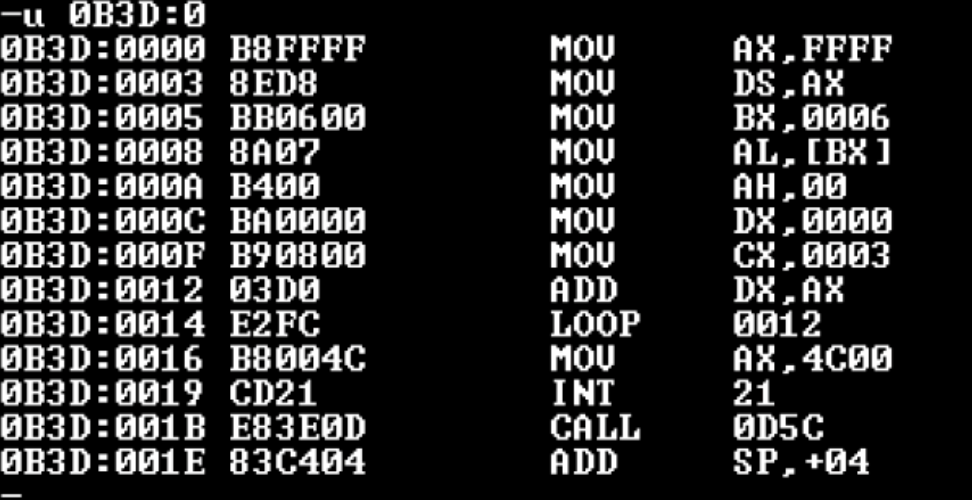 -u 0B3D:0
0B3D:0000 B8FFFF MOV AX,FFFF
0B3D:0003 8ED8 MOV DS,AX
0B3D:0005 BB0600 MOV BX,0006
0B3D:0008 8A07 MOV AL,[BX]
0B3D:000A B400 MOV AH,00
0B3D:000C BA0000 MOV DX,0000
0B3D:000F B90800 MOV CX,0003
0B3D:0012 03D0 ADD DX,AX
0B3D:0014 E2FC LOOP 0012
0B3D:0016 B8004C MOV AX,4C00
0B3D:0019 CD21 INT 21
0B3D:001B E83E0D CALL 0D5C
0B3D:001E 83C404 ADD SP,+04